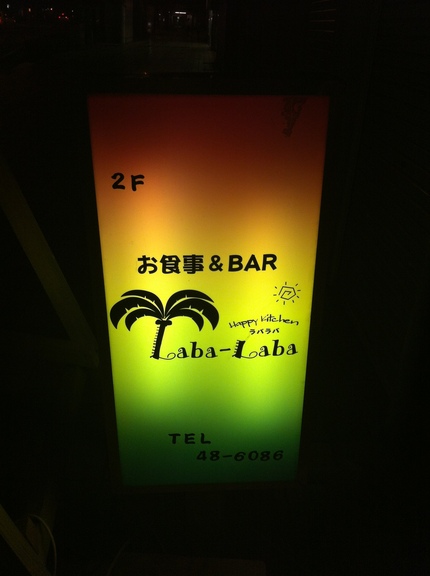 2F
お食事&BAR
Happy Kitchen
ラバラバ
Laba-Laba
TEL
48-6086